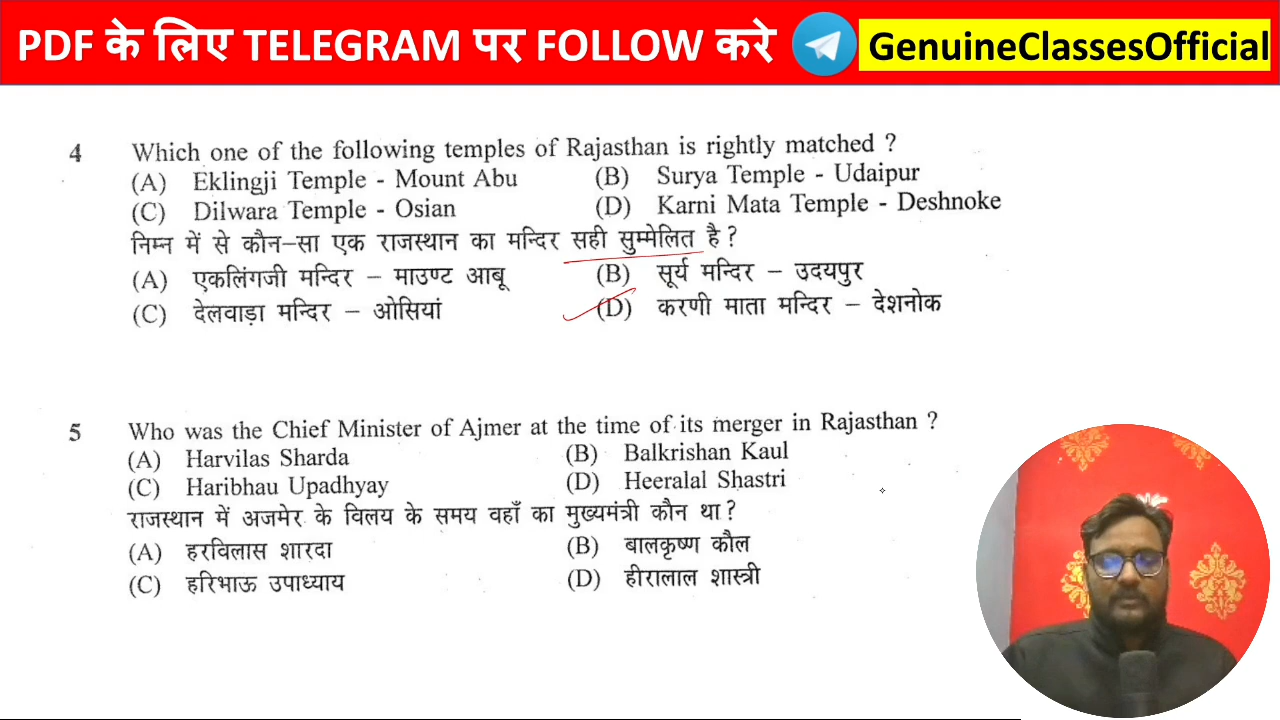 PDF के लिए TELEGRAM पर FOLLOW करे GenuineClassesOfficial
4 Which one of the following temples of Rajasthan is rightly matched ?
(A) Eklingji Temple - Mount Abu (B) Surya Temple - Udaipur
(C) Dilwara Temple - Osian (D) Karni Mata Temple - Deshnoke
निम्न में से कौन-सा एक राजस्थान का मन्दिर सही सुम्मेलित है ?
(A) एकलिंगजी मन्दिर – माउण्ट आबू (B) सूर्य मन्दिर – उदयपुर
(C) देलवाड़ा मन्दिर – ओसियां (D) करणी माता मन्दिर – देशनोक
5 Who was the Chief Minister of Ajmer at the time of its merger in Rajasthan ?
(A) Harvilas Sharda (B) Balkrishan Kaul
(C) Haribhau Upadhyay (D) Heeralal Shastri
राजस्थान में अजमेर के विलय के समय वहाँ का मुख्यमंत्री कौन था ?
(A) हरविलास शारदा (B) बालकृष्ण कौल
(C) हरिभाऊ उपाध्याय (D) हीरालाल शास्त्री